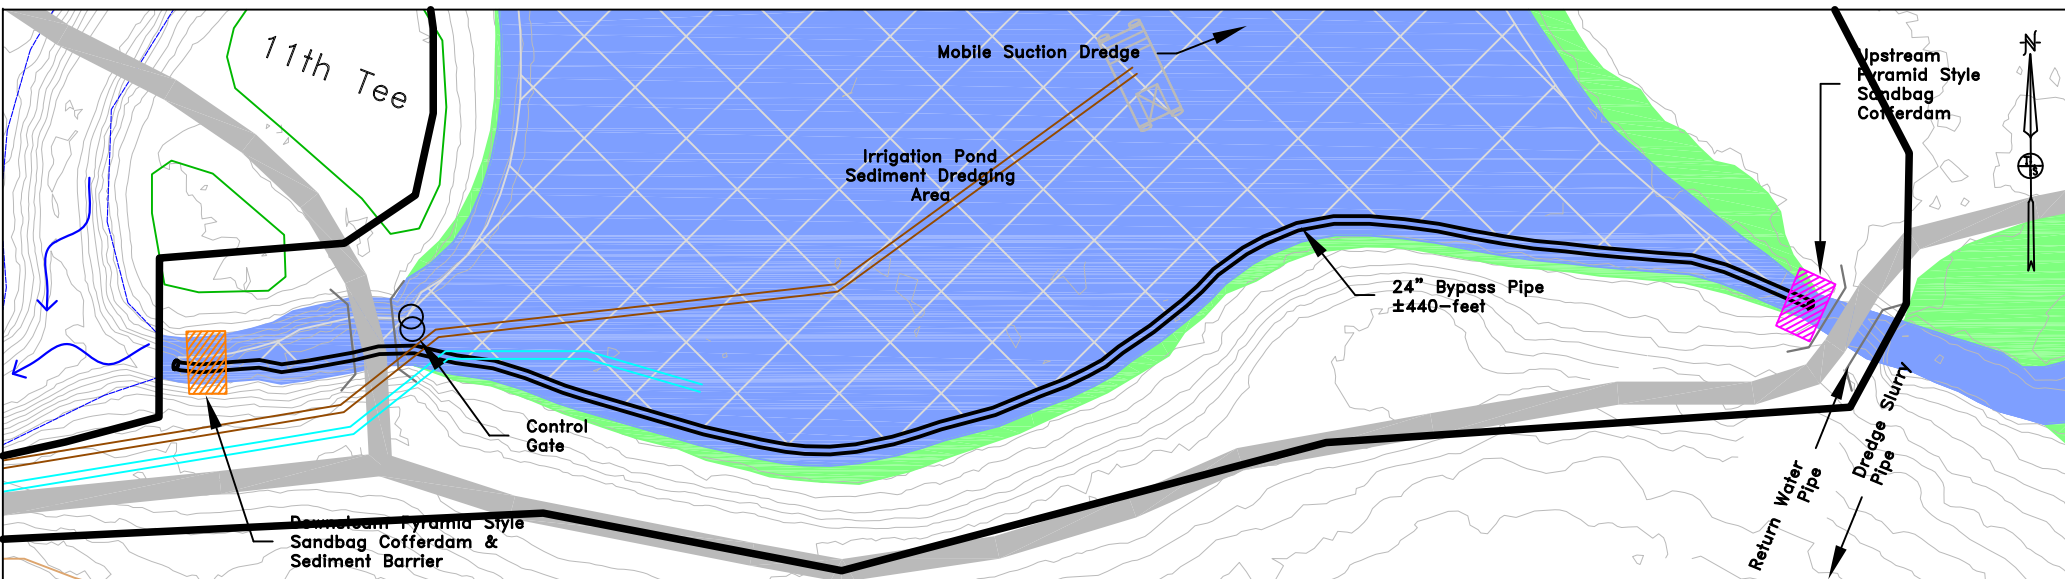 11th Tee
Mobile Suction Dredge
Upstream
Pyramid Style
Sandbag
Cofferdam
N
Irrigation Pond
Sediment Dredging
Area
24" Bypass Pipe
±440-feet
Control
Gate
Downsteam Pyramid Style
Sandbag Cofferdam &
Sediment Barrier
Return Water
Pipe
Dredge Slurry
Pipe